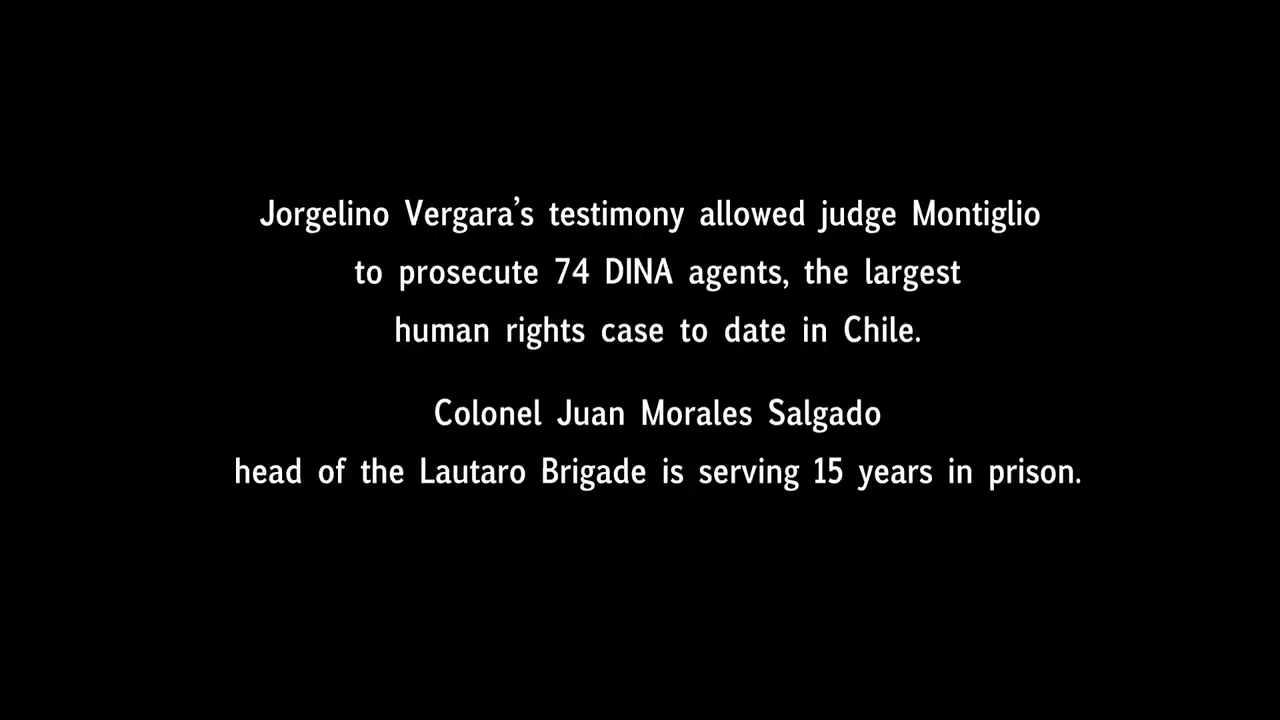 Jorgelino Vergara’s testimony allowed judge Montiglio
to prosecute 74 DINA agents, the largest
human rights case to date in Chile.
Colonel Juan Morales Salgado
head of the Lautaro Brigade is serving 15 years in prison.